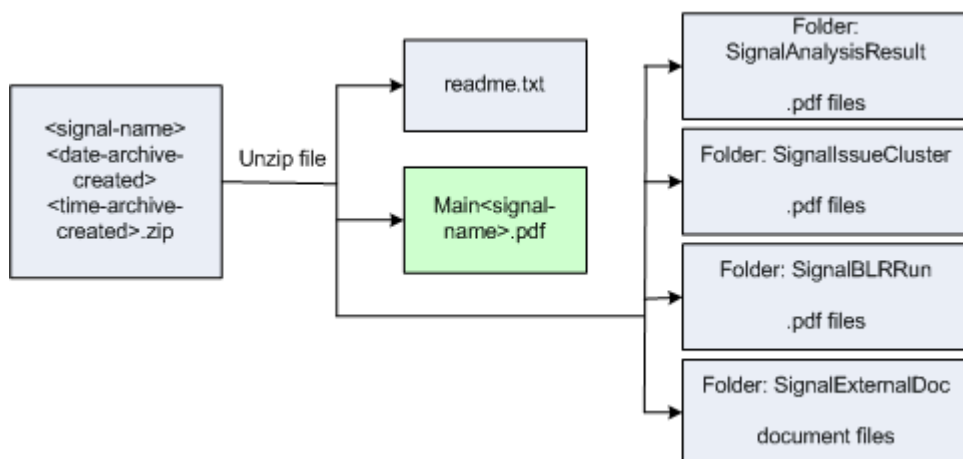 <signal-name>
<date-archive-
created>
<time-archive-
created>.zip
Unzip file
readme.txt
Main<signal-
name>.pdf
Folder:
SignalAnalysisResult
.pdf files
Folder: SignalIssueCluster
.pdf files
Folder: SignalBLRRun
.pdf files
Folder: SignalExternalDoc
document files